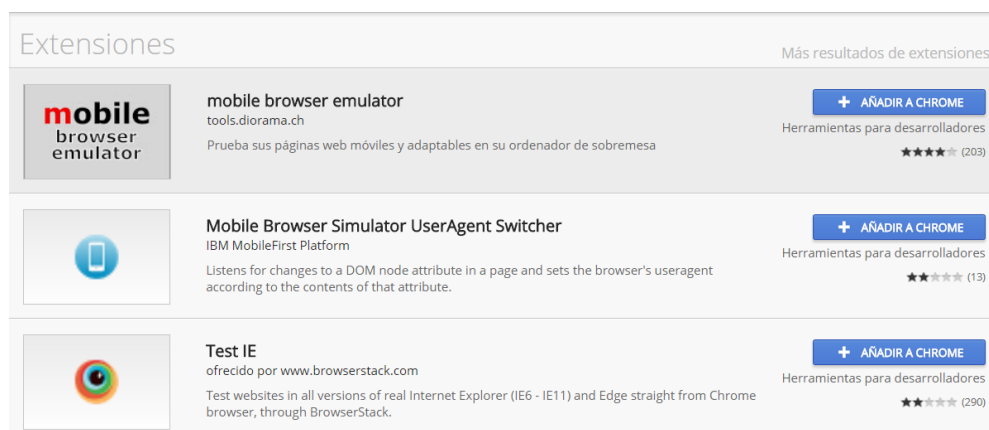 Extensiones
Más resultados de extensiones
mobile
browser
emulator
mobile browser emulator
tools.diorama.ch
Prueba sus páginas web móviles y adaptables en su ordenador de sobremesa
+ AÑADIR A CHROME
Herramientas para desarrolladores
(203)
Mobile Browser Simulator UserAgent Switcher
IBM MobileFirst Platform
Listens for changes to a DOM node attribute in a page and sets the browser's useragent
according to the contents of that attribute.
+ AÑADIR A CHROME
Herramientas para desarrolladores
(13)
Test IE
ofrecido por www.browserstack.com
Test websites in all versions of real Internet Explorer (IE6 - IE11) and Edge straight from Chrome
browser, through BrowserStack.
+ AÑADIR A CHROME
Herramientas para desarrolladores
(290)